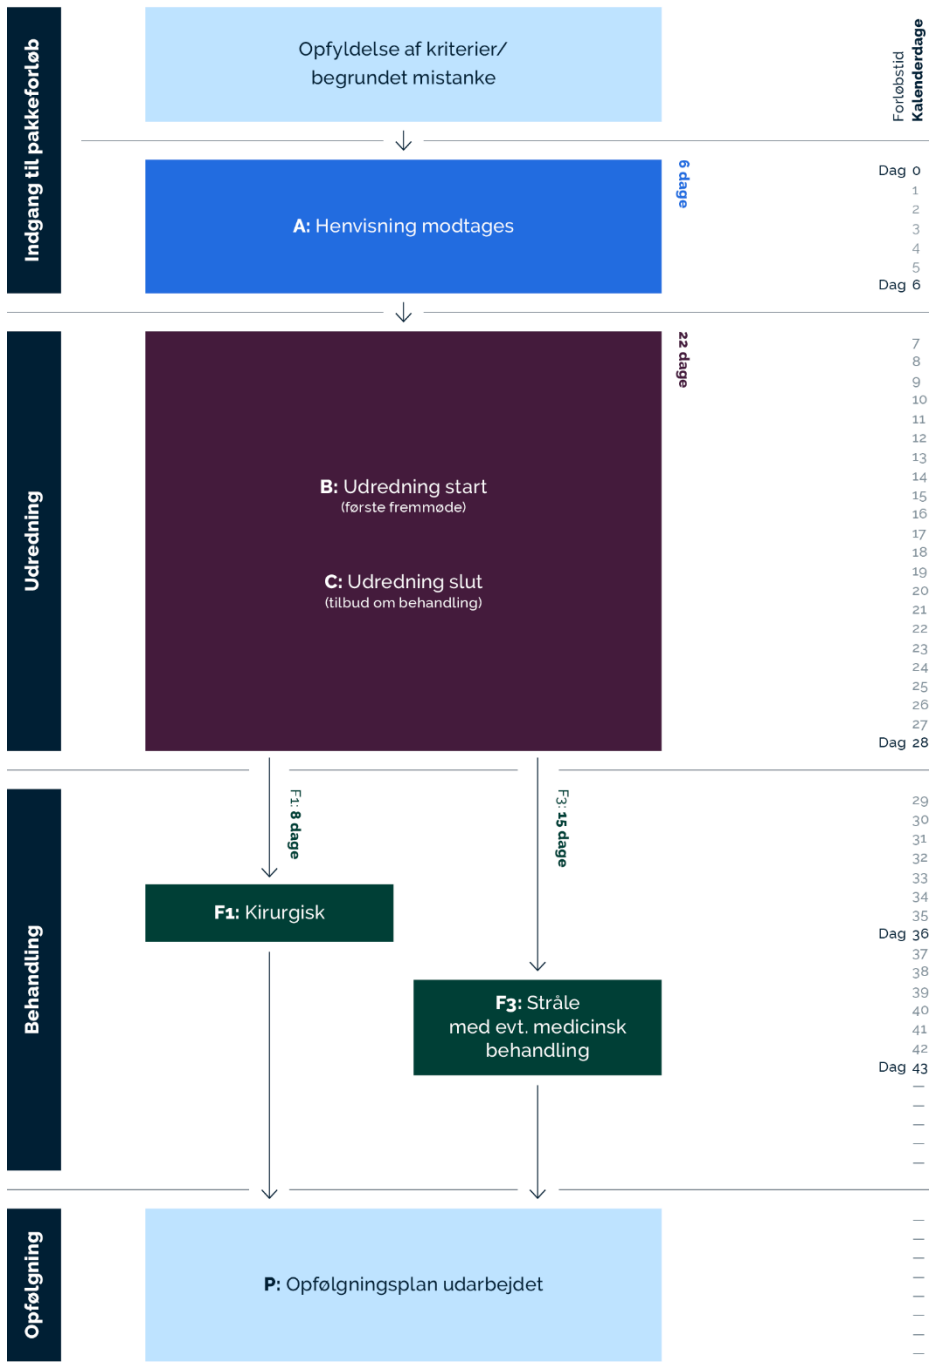 Indgang til pakkeforløb
Opfyldelse af kriterier/
begrundet mistanke
Forløbstid
Kalenderdage
A: Henvisning modtages
6 dage
Dag 0
1
2
3
4
5
Dag 6
Udredning
B: Udredning start
(første fremmøde)
C: Udredning slut
(tilbud om behandling)
22 dage
7
8
9
10
11
12
13
14
15
16
17
18
19
20
21
22
23
24
25
26
27
Dag 28
Behandling
F1: 8 dage
F3: 15 dage
F1: Kirurgisk
F3: Stråle
med evt. medicinsk
behandling
29
30
31
32
33
34
35
Dag 36
37
38
39
40
41
42
Dag 43
—
—
—
—
—
Opfølgning
P: Opfølgningsplan udarbejdet
—
—
—
—
—
—
—
—